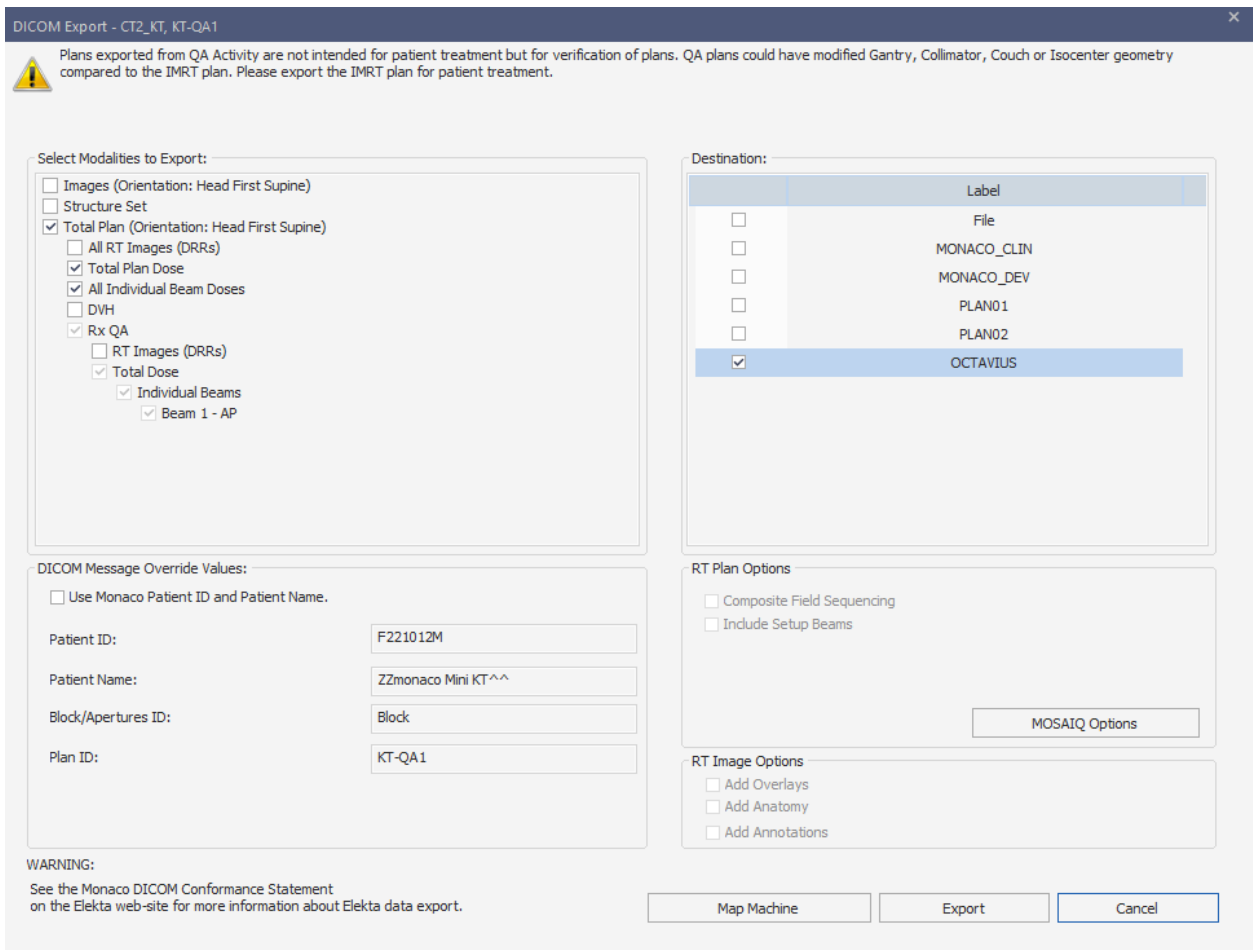 DICOM Export - CT2_KT, KT-QA1
Plans exported from QA Activity are not intended for patient treatment but for verification of plans. QA plans could have modified Gantry, Collimator, Couch or Isocenter geometry
compared to the IMRT plan. Please export the IMRT plan for patient treatment.
Select Modalities to Export:
Images (Orientation: Head First Supine)
Structure Set
Total Plan (Orientation: Head First Supine)
All RT Images (DRRs)
Total Plan Dose
All Individual Beam Doses
DVH
Rx QA
RT Images (DRRs)
Total Dose
Individual Beams
Beam 1 - AP
Destination:
Label
File
MONACO_CLIN
MONACO_DEV
PLAN01
PLAN02
OCTAVIUS
DICOM Message Override Values:
Use Monaco Patient ID and Patient Name.
Patient ID:
F221012M
Patient Name:
ZZmonaco Mini KT^^
Block/Apertures ID:
Block
Plan ID:
KT-QA1
RT Plan Options
Composite Field Sequencing
Include Setup Beams
MOSAIQ Options
RT Image Options
Add Overlays
Add Anatomy
Add Annotations
WARNING:
See the Monaco DICOM Conformance Statement
on the Elekta web-site for more information about Elekta data export.
Map Machine
Export
Cancel